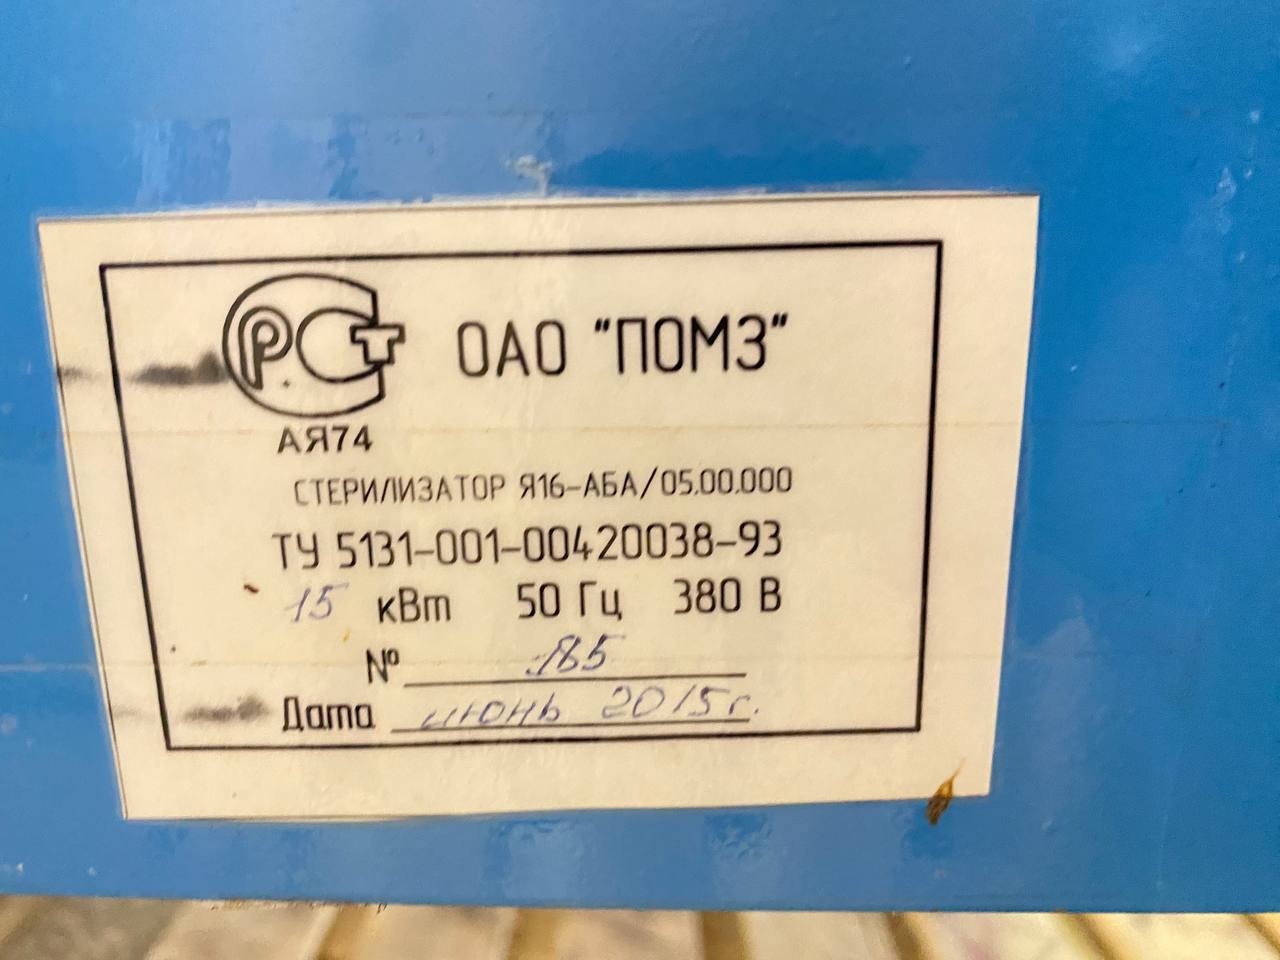 РСТ ОАО "ПОМЗ"
АЯ74
СТЕРИЛИЗАТОР Я16-АБА/05.00.000
ТУ 5131-001-00420038-93
15 кВт 50 Гц 380 В
№ 185
Дата июнь 2015г.